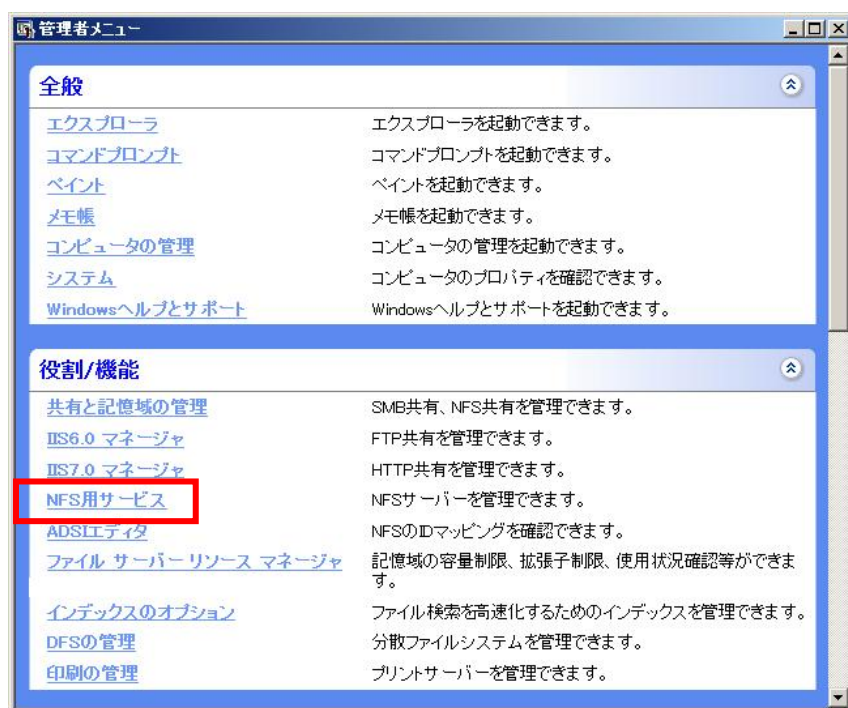 管理者メニュー
全般
エクスプローラ エクスプローラを起動できます。
コマンドプロンプト コマンドプロンプトを起動できます。
ペイント ペイントを起動できます。
メモ帳 メモ帳を起動できます。
コンピュータの管理 コンピュータの管理を起動できます。
システム コンピュータのプロパティを確認できます。
Windowsヘルプとサポート Windowsヘルプとサポートを起動できます。
役割/機能
共有と記憶域の管理 SMB共有、NFS共有を管理できます。
IIS6.0 マネージャ FTP共有を管理できます。
IIS7.0 マネージャ HTTP共有を管理できます。
NFS用サービス NFSサーバーを管理できます。
ADSIエディタ NFSのIDマッピングを確認できます。
ファイル サーバー リソース マネージャ 記憶域の容量制限、拡張子制限、使用状況確認等ができま
す。
インデックスのオプション ファイル検索を高速化するためのインデックスを管理できます。
DFSの管理 分散ファイルシステムを管理できます。
印刷の管理 プリントサーバーを管理できます。